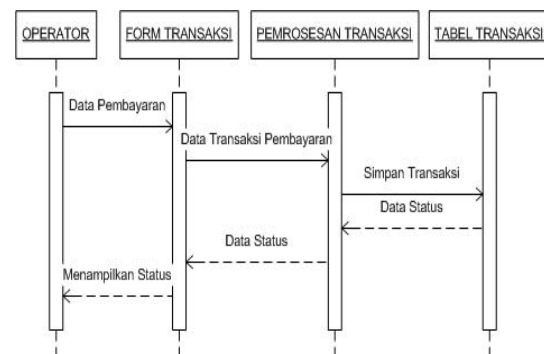 OPERATOR
FORM TRANSAKSI
PEMROSESAN TRANSAKSI
TABEL TRANSAKSI
Data Pembayaran
Data Transaksi Pembayaran
Simpan Transaksi
Data Status
Data Status
Menampilkan Status